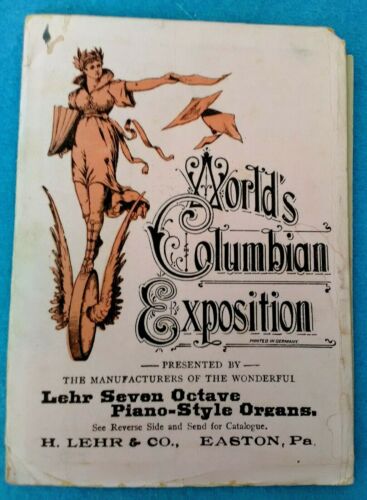 World's
Columbian
Exposition
PRINTED IN GERMANY
PRESENTED BY
THE MANUFACTURERS OF THE WONDERFUL
Lehr Seven Octave
Piano-Style Organs.
See Reverse Side and Send for Catalogue.
H. LEHR & CO., EASTON, Pa.